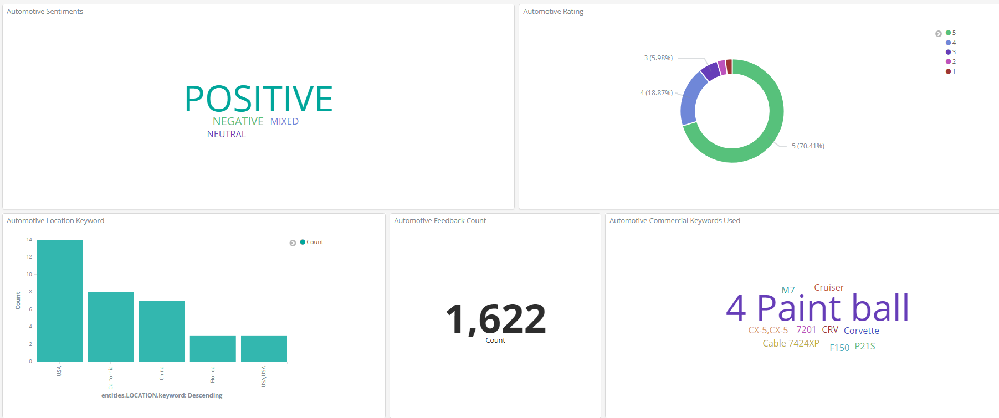 Automotive Sentiments
POSITIVE
NEGATIVE MIXED
NEUTRAL
Automotive Rating
5
4
3
2
1
3 (5.98%)
4 (18.87%)
5 (70.41%)
Automotive Location Keyword
14
12
10
8
6
4
2
0
Count
USA
California
China
Florida
USA,USA
entities.LOCATION.keyword: Descending
Count
Automotive Feedback Count
1,622
Count
Automotive Commercial Keywords Used
M7 Cruiser
4 Paint ball
CX-5,CX-5 7201 CRV Corvette
Cable 7424XP F150 P21S